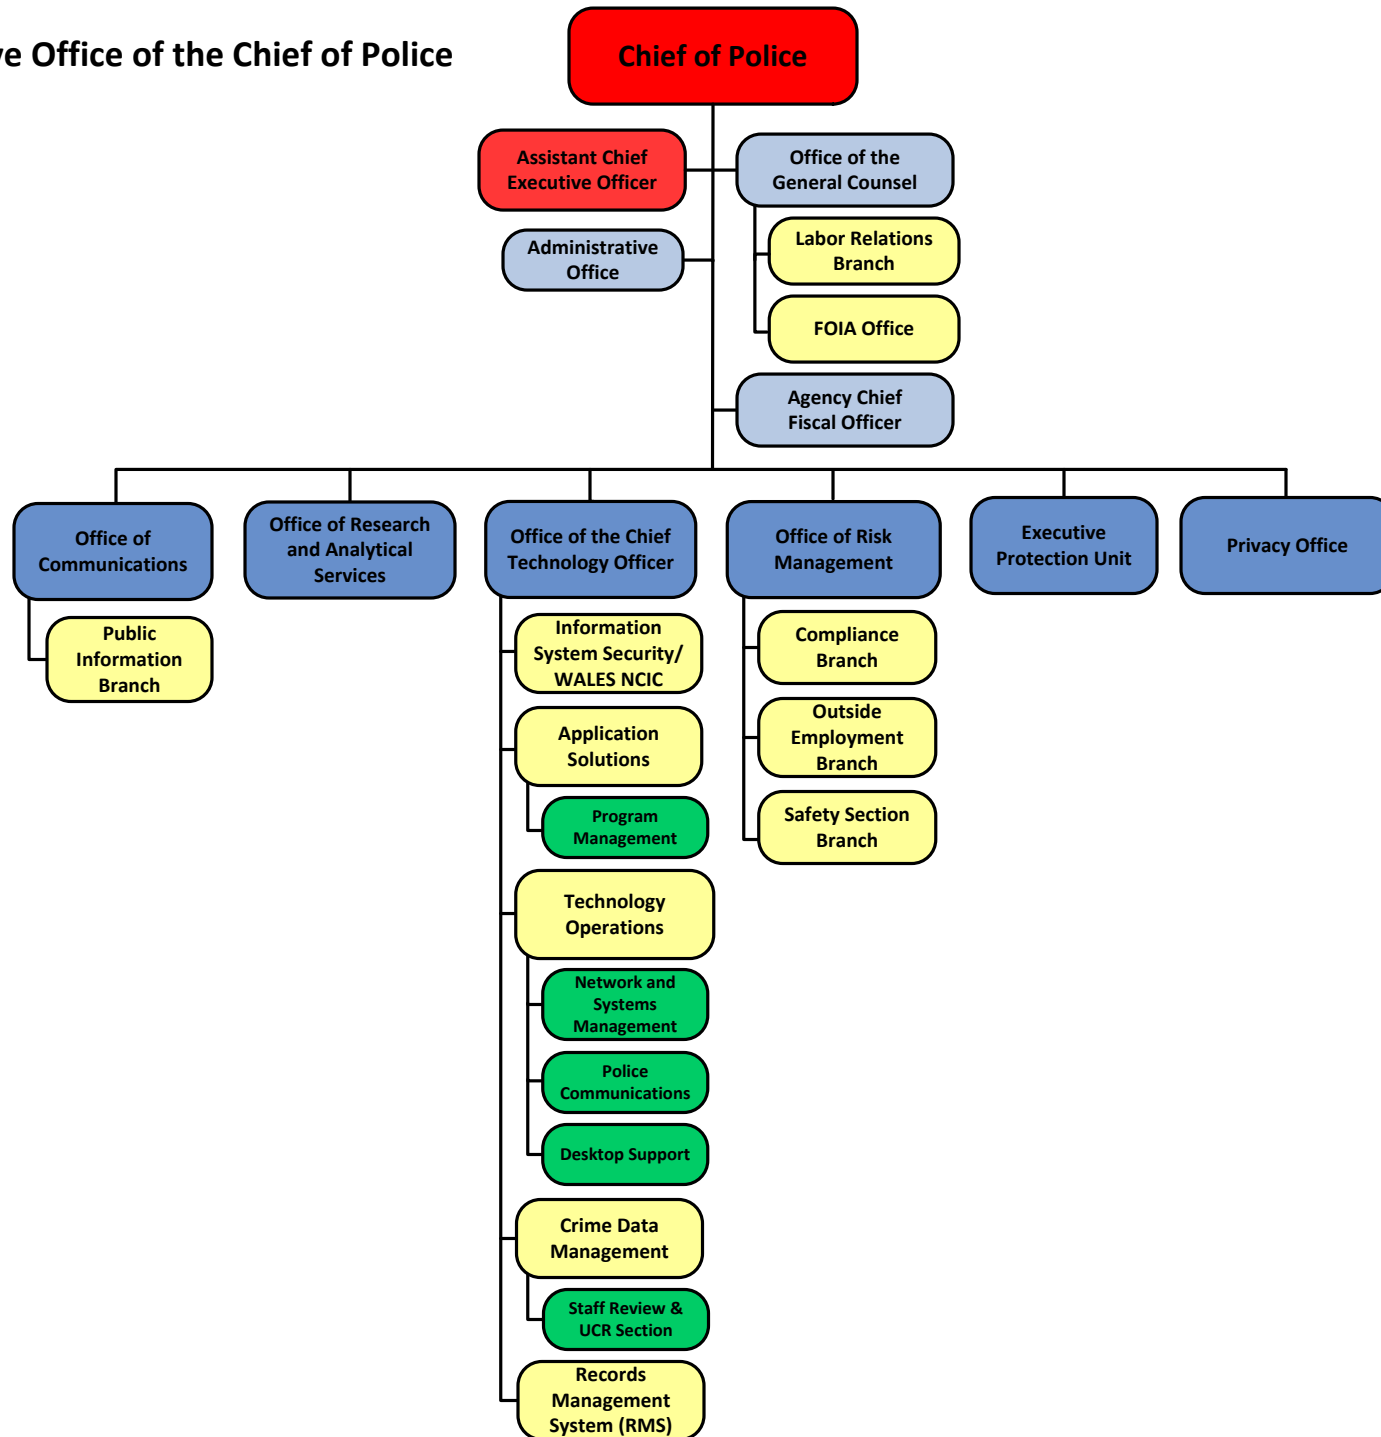 ve Office of the Chief of Police
Chief of Police
Assistant Chief
Executive Officer
Office of the
General Counsel
Administrative
Office
Labor Relations
Branch
FOIA Office
Agency Chief
Fiscal Officer
Office of
Communications
Office of Research
and Analytical
Services
Office of the Chief
Technology Officer
Office of Risk
Management
Executive
Protection Unit
Privacy Office
Public
Information
Branch
Information
System Security/
WALES NCIC
Application
Solutions
Program
Management
Technology
Operations
Network and
Systems
Management
Police
Communications
Desktop Support
Crime Data
Management
Staff Review &
UCR Section
Records
Management
System (RMS)
Compliance
Branch
Outside
Employment
Branch
Safety Section
Branch